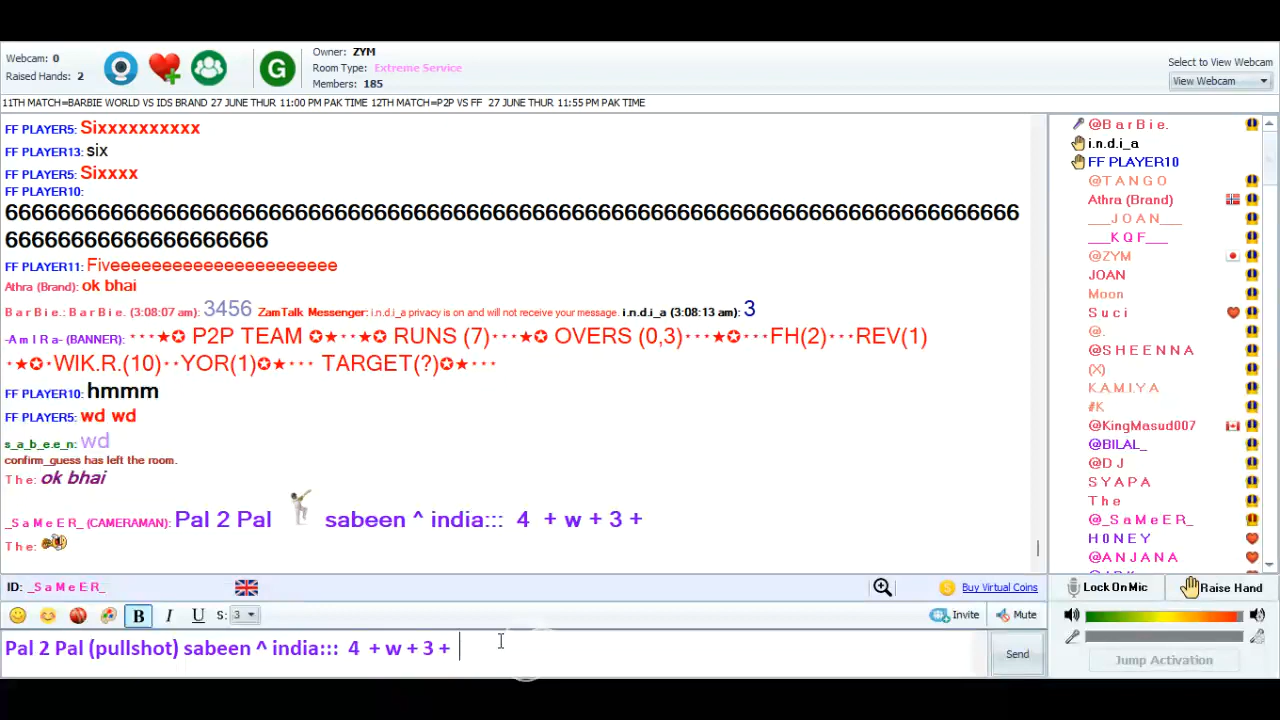 Webcam: 0
Raised Hands: 2
G
Owner: ZYM
Room Type: Extreme Service
Members: 185
Select to View Webcam
View Webcam
11TH MATCH=BARBIE WORLD VS IDS BRAND 27 JUNE THUR 11:00 PM PAK TIME 12TH MATCH=P2P VS FF 27 JUNE THUR 11:55 PM PAK TIME
FF PLAYER5: Sixxxxxxxxxx
FF PLAYER13: six
FF PLAYER5: Sixxxx
FF PLAYER10:
FF PLAYER11: Fiveeeeeeeeeeeeeeeeeeeeee
Athra (Brand): ok bhai
B a r B i e.: B a r B i e. (3:08:07 am): 3456 ZamTalk Messenger: i.n.d.i_a privacy is on and will not receive your message. i.n.d.i_a (3:08:13 am): 3
-A m I R a- (BANNER): ···★✪ P2P TEAM ✪★···★✪ RUNS (7)···★✪ OVERS (0,3)···★✪···FH(2)···REV(1)
·★✪·WIK.R.(10)··YOR(1)✪★··· TARGET(?)✪★···
FF PLAYER10: hmmm
FF PLAYER5: wd wd
s_a_b_e.e_n: wd
confirm_guess has left the room.
T h e: ok bhai
_S a M e E R_ (CAMERAMAN): Pal 2 Pal sabeen ^ india::: 4 + w + 3 +
T h e:
@B a r B i e.
i.n.d.i_a
FF PLAYER10
@T A N G O
Athra (Brand)
___J O A N___
___K Q F___
@ZYM
JOAN
Moon
S u c i
@.
@S H E E N N A
(X)
K.A.M.I.Y A
#K
@KingMasud007
@BILAL_
@D J
S Y A P A
T h e
@_S a M e E R_
H 0 N E Y
@A N J A N A
ID: _S a M e E R_
Buy Virtual Coins
Lock On Mic
Raise Hand
B I U S: 3
Invite
Mute
Pal 2 Pal (pullshot) sabeen ^ india::: 4 + w + 3 +
Send
Jump Activation